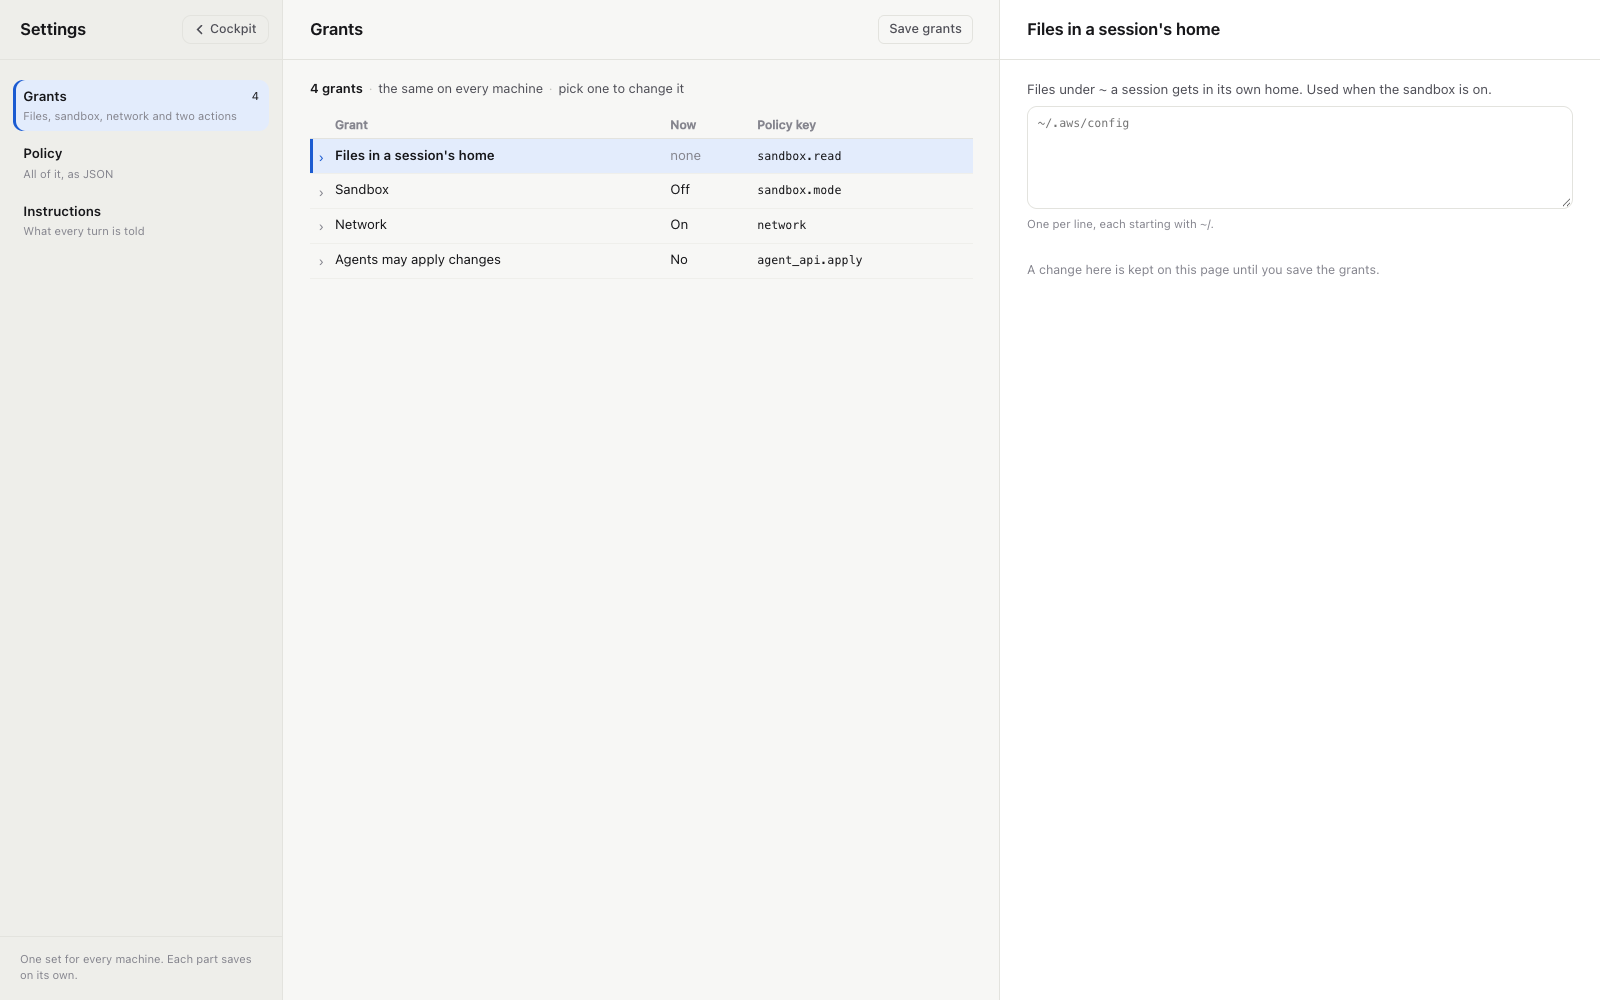 Settings
Cockpit
Grants 4
Files, sandbox, network and two actions
Policy
All of it, as JSON
Instructions
What every turn is told
One set for every machine. Each part saves
on its own.
Grants
Save grants
4 grants · the same on every machine · pick one to change it
Grant Now Policy key
› Files in a session's home none sandbox.read
› Sandbox Off sandbox.mode
› Network On network
› Agents may apply changes No agent_api.apply
Files in a session's home
Files under ~ a session gets in its own home. Used when the sandbox is on.
~/.aws/config
One per line, each starting with ~/.
A change here is kept on this page until you save the grants.